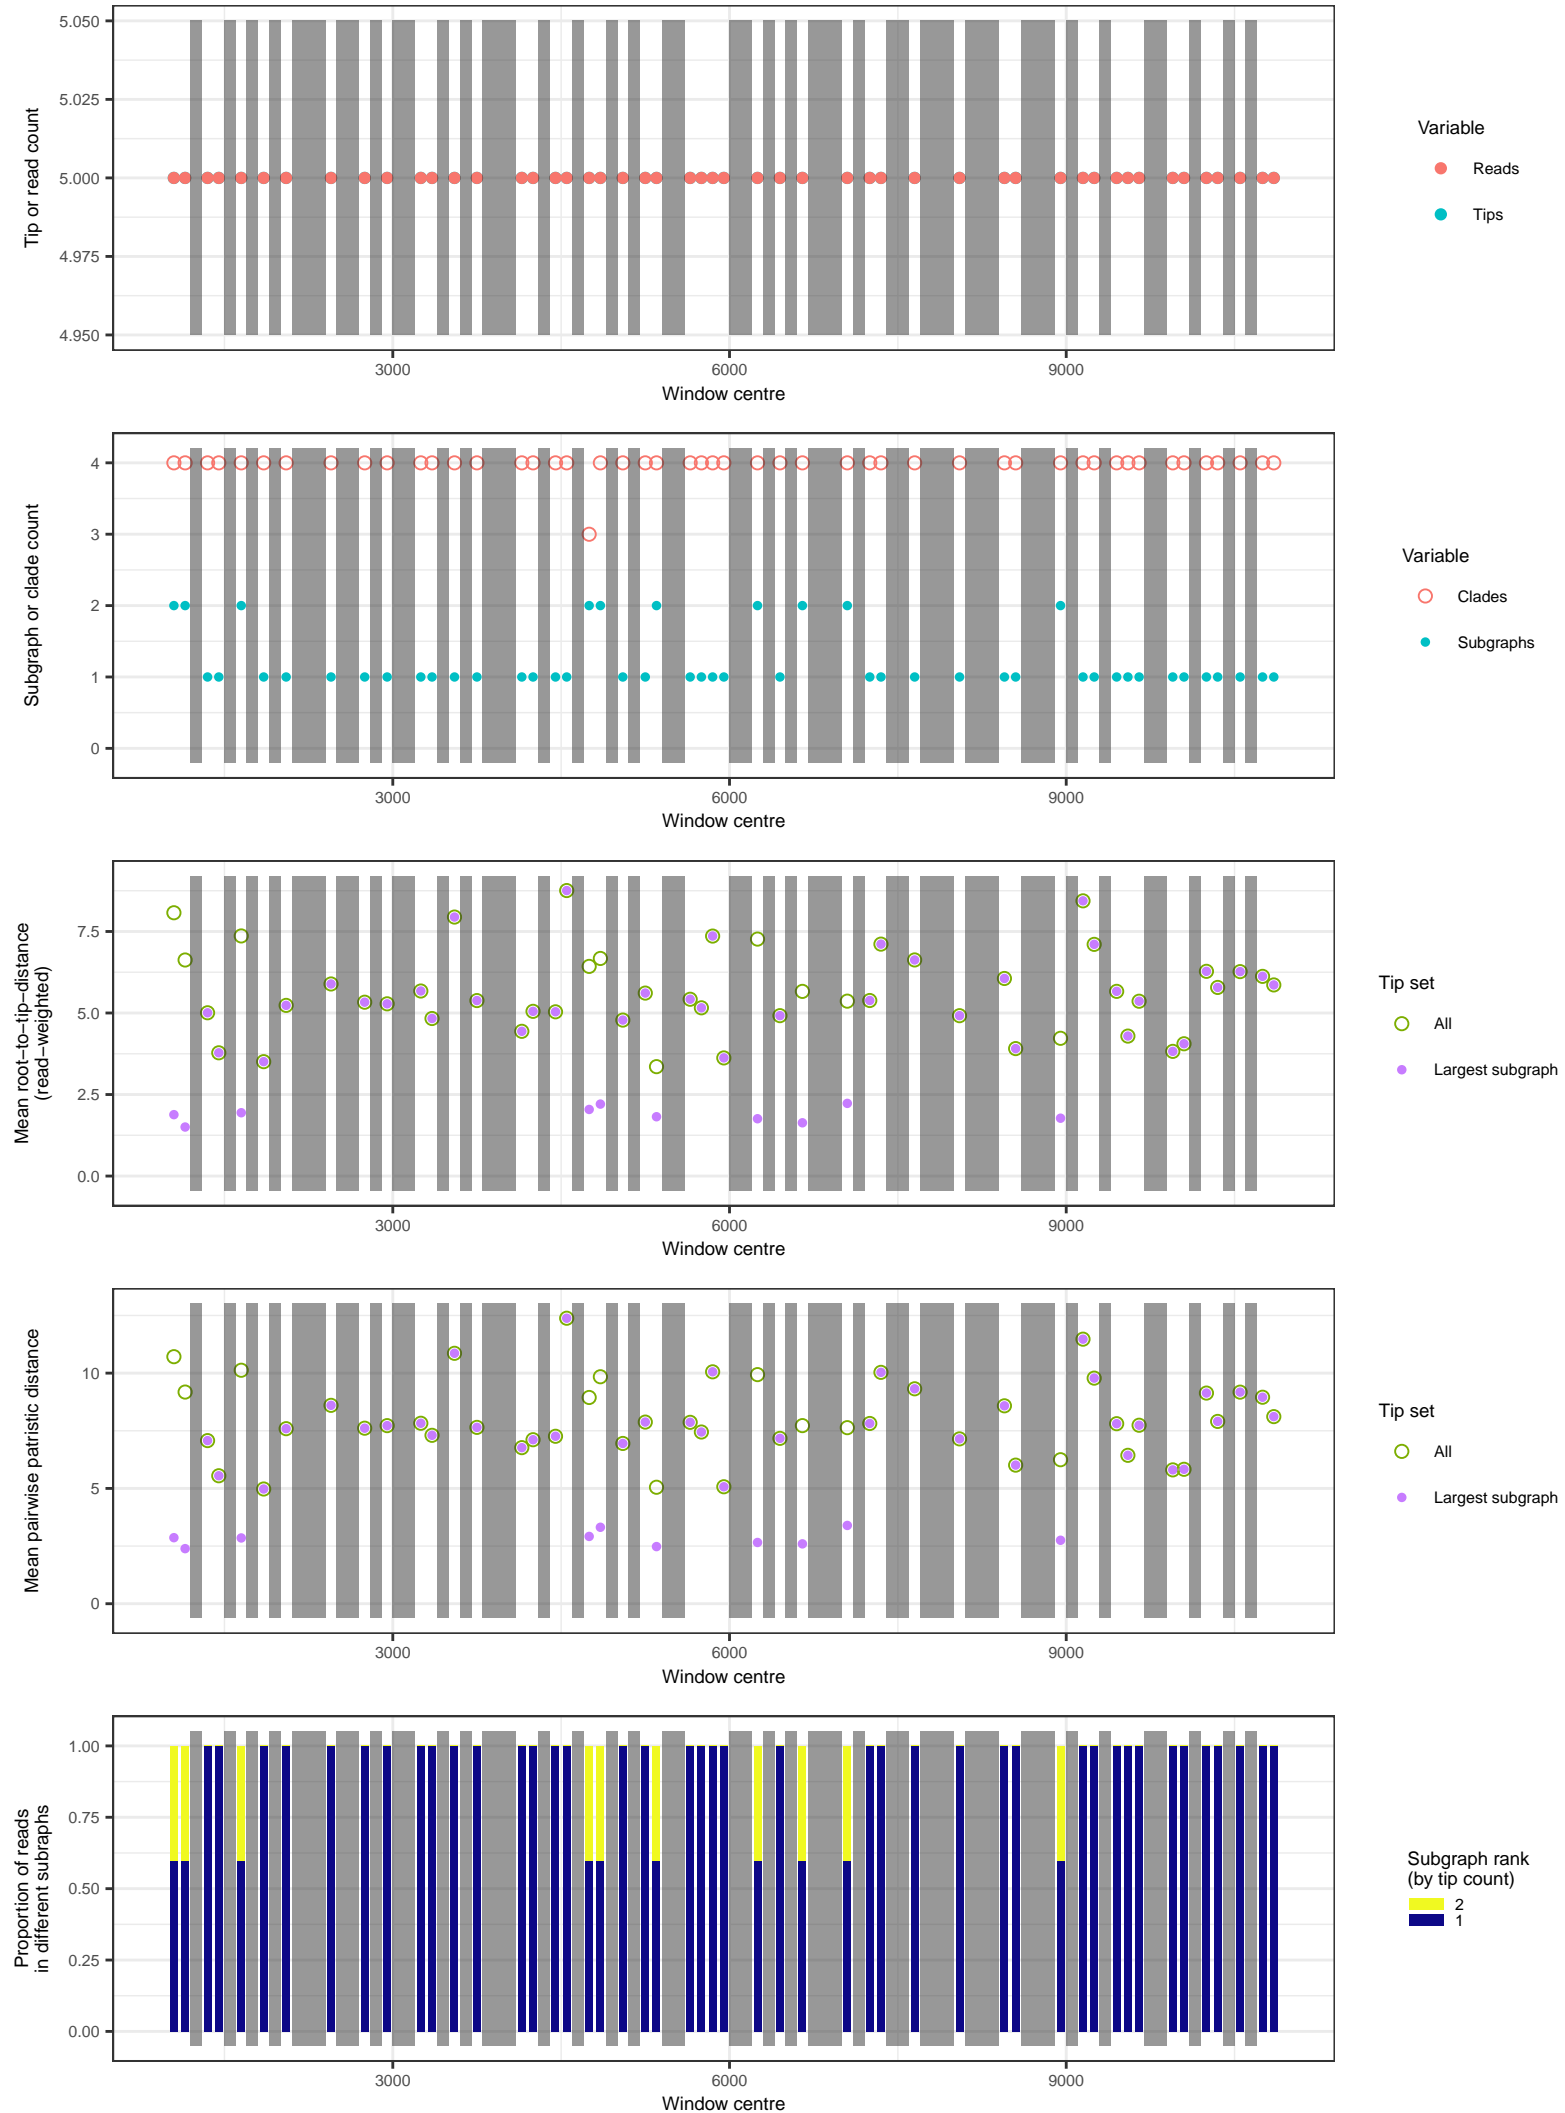 5.050
5.025
5.000
4.975
4.950
Tip or read count
3000
6000
9000
Window centre
Variable
Reads
Tips
4
3
2
1
0
Subgraph or clade count
3000
6000
9000
Window centre
Variable
Clades
Subgraphs
7.5
5.0
2.5
0.0
Mean root−to−tip−distance
(read−weighted)
3000
6000
9000
Window centre
Tip set
All
Largest subgraph
10
5
0
Mean pairwise patristic distance
3000
6000
9000
Window centre
Tip set
All
Largest subgraph
1.00
0.75
0.50
0.25
0.00
Proportion of reads
in different subraphs
3000
6000
9000
Window centre
Subgraph rank
(by tip count)
2
1